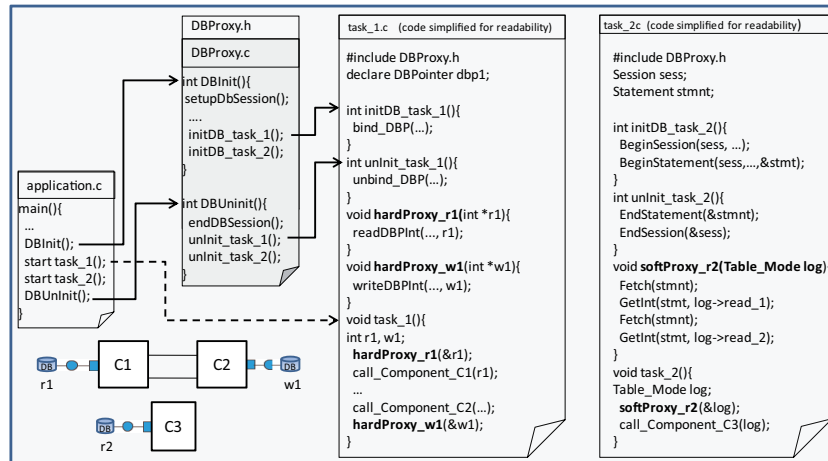 DBProxy.h
DBProxy.c
int DBInit(){
setupDbSession();
....
initDB_task_1();
initDB_task_2();
}
int DBUninit(){
endDBSession();
unInit_task_1();
unInit_task_2();
}
application.c
main(){
...
DBInit();
start task_1();
start task_2();
DBUnInit();
}
task_1.c (code simplified for readability)
#include DBProxy.h
declare DBPointer dbp1;
int initDB_task_1(){
bind_DBP(...);
}
int unInit_task_1(){
unbind_DBP(...);
}
void hardProxy_r1(int *r1){
readDBPInt(..., r1);
}
void hardProxy_w1(int *w1){
writeDBPInt(..., w1);
}
void task_1(){
int r1, w1;
hardProxy_r1(&r1);
call_Component_C1(r1);
...
call_Component_C2(...);
hardProxy_w1(&w1);
}
task_2c (code simplified for readability)
#include DBProxy.h
Session sess;
Statement stmnt;
int initDB_task_2(){
BeginSession(sess, ...);
BeginStatement(sess,...,&stmt);
}
int unInit_task_2(){
EndStatement(&stmnt);
EndSession(&sess);
}
void softProxy_r2(Table_Mode log){
Fetch(stmnt);
GetInt(stmt, log->read_1);
Fetch(stmnt);
GetInt(stmt, log->read_2);
}
void task_2(){
Table_Mode log;
softProxy_r2(&log);
call_Component_C3(log);
}
DB
r1
C1
C2
DB
w1
DB
r2
C3